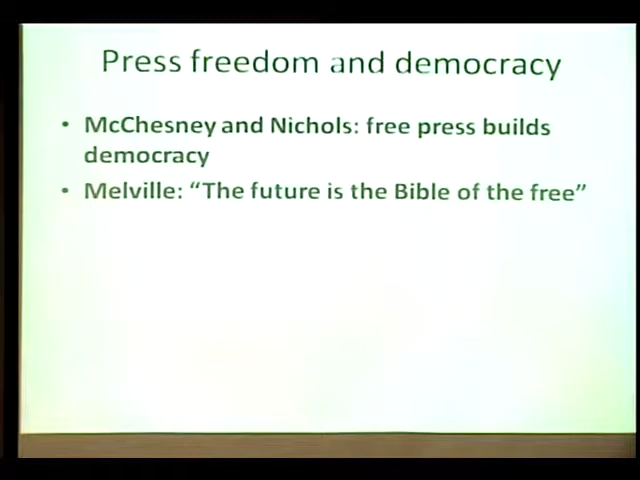 Press freedom and democracy
• McChesney and Nichols: free press builds
democracy
• Melville: “The future is the Bible of the free”